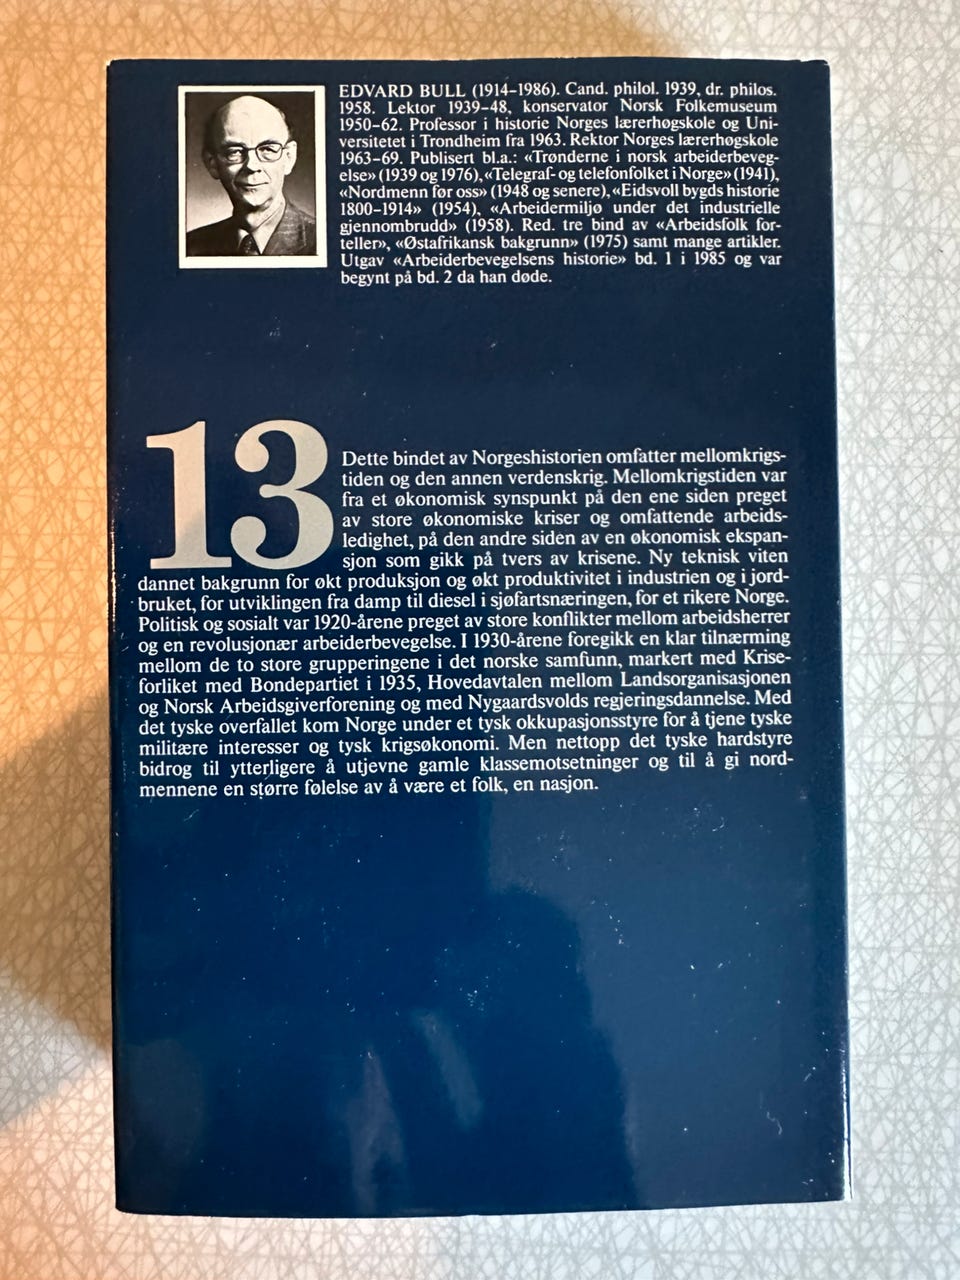 EDVARD BULL (1914–1986). Cand. philol. 1939, dr. philos.
1958. Lektor 1939–48, konservator Norsk Folkemuseum
1950–62. Professor i historie Norges lærerhøgskole og Uni-
versitetet i Trondheim fra 1963. Rektor Norges lærerhøgskole
1963–69. Publisert bl.a.: «Trønderne i norsk arbeiderbeveg-
else» (1939 og 1976), «Telegraf- og telefonfolket i Norge» (1941),
«Nordmenn før oss» (1948 og senere), «Eidsvoll bygds historie
1800–1914» (1954), «Arbeidermiljø under det industrielle
gjennombrudd» (1958). Red. tre bind av «Arbeidsfolk for-
teller», «Østafrikansk bakgrunn» (1975) samt mange artikler.
Utgav «Arbeiderbevegelsens historie» bd. 1 i 1985 og var
begynt på bd. 2 da han døde.
13
Dette bindet av Norgeshistorien omfatter mellomkrigs-
tiden og den annen verdenskrig. Mellomkrigstiden var
fra et økonomisk synspunkt på den ene siden preget
av store økonomiske kriser og omfattende arbeids-
ledighet, på den andre siden av en økonomisk ekspan-
sjon som gikk på tvers av krisene. Ny teknisk viten
dannet bakgrunn for økt produksjon og økt produktivitet i industrien og i jord-
bruket, for utviklingen fra damp til diesel i sjøfartsnæringen, for et rikere Norge.
Politisk og sosialt var 1920-årene preget av store konflikter mellom arbeidsherrer
og en revolusjonær arbeiderbevegelse. I 1930-årene foregikk en klar tilnærming
mellom de to store grupperingene i det norske samfunn, markert med Krise-
forliket med Bondepartiet i 1935, Hovedavtalen mellom Landsorganisasjonen
og Norsk Arbeidsgiverforening og med Nygaardsvolds regjeringsdannelse. Med
det tyske overfallet kom Norge under et tysk okkupasjonsstyre for å tjene tyske
militære interesser og tysk krigsøkonomi. Men nettopp det tyske hardstyre
bidrog til ytterligere å utjevne gamle klassemotsetninger og til å gi nord-
mennene en større følelse av å være et folk, en nasjon.